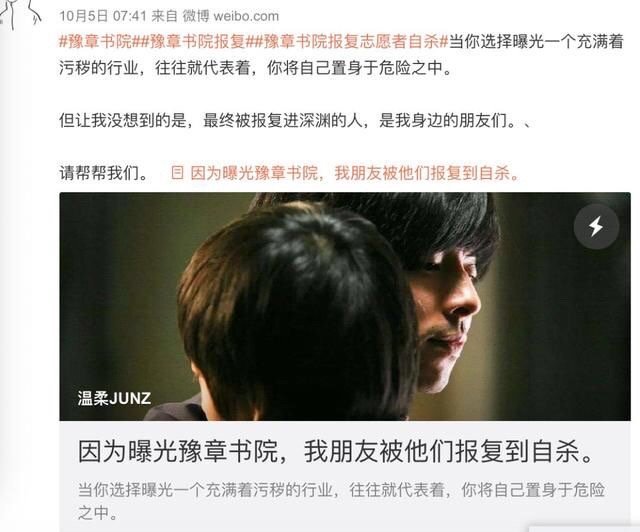 10月5日 07:41 来自 微博 weibo.com
#豫章书院##豫章书院报复##豫章书院报复志愿者自杀#当你选择曝光一个充满着
污秽的行业，往往就代表着，你将自己置身于危险之中。
但让我没想到的是，最终被报复进深渊的人，是我身边的朋友们。、
请帮帮我们。 因为曝光豫章书院，我朋友被他们报复到自杀。
温柔JUNZ
因为曝光豫章书院，我朋友被他们报复到自杀。
当你选择曝光一个充满着污秽的行业，往往就代表着，你将自己置身于危险
之中。